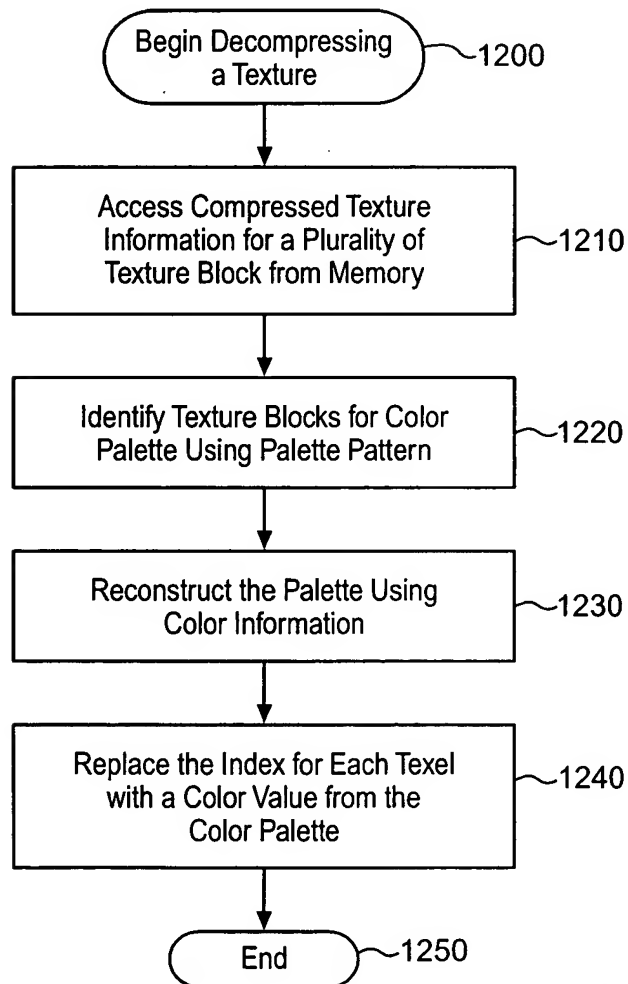 Begin Decompressing
a Texture
1200
Access Compressed Texture
Information for a Plurality of
Texture Block from Memory
1210
Identify Texture Blocks for Color
Palette Using Palette Pattern
1220
Reconstruct the Palette Using
Color Information
1230
Replace the Index for Each Texel
with a Color Value from the
Color Palette
1240
End
1250